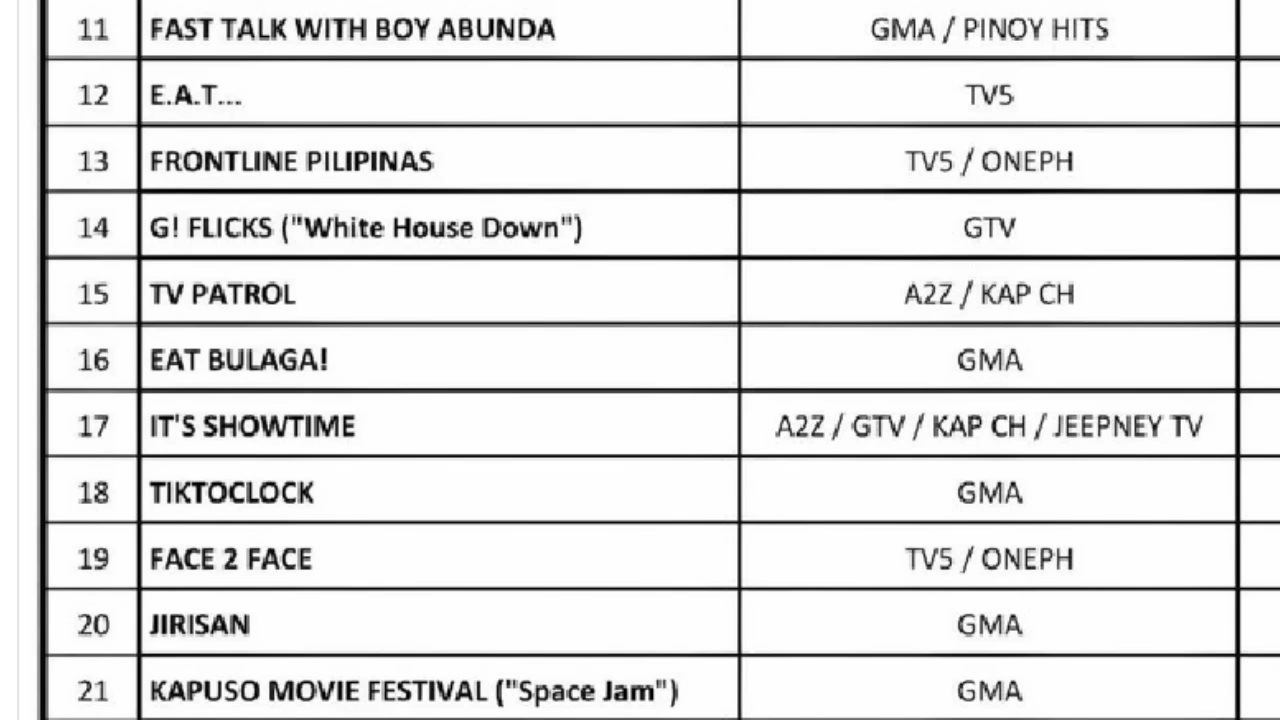 11 FAST TALK WITH BOY ABUNDA GMA / PINOY HITS
12 E.A.T... TV5
13 FRONTLINE PILIPINAS TV5 / ONEPH
14 G! FLICKS ("White House Down") GTV
15 TV PATROL A2Z / KAP CH
16 EAT BULAGA! GMA
17 IT'S SHOWTIME A2Z / GTV / KAP CH / JEEPNEY TV
18 TIKTOCLOCK GMA
19 FACE 2 FACE TV5 / ONEPH
20 JIRISAN GMA
21 KAPUSO MOVIE FESTIVAL ("Space Jam") GMA